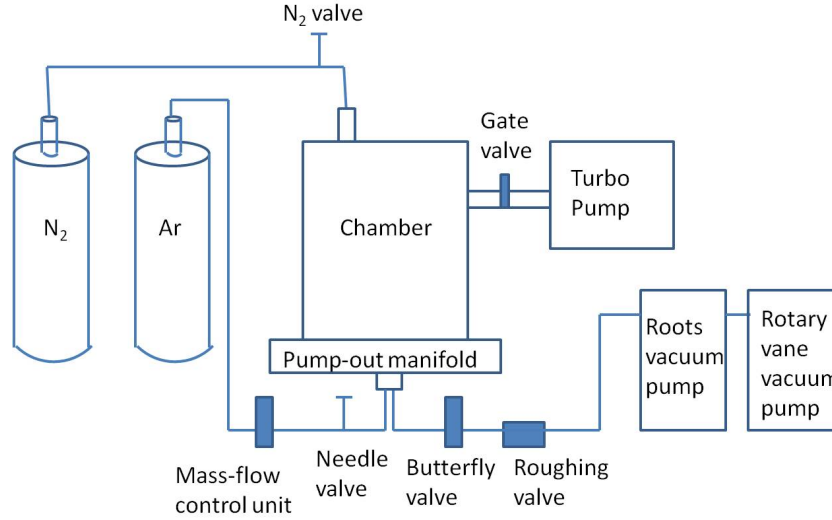 N₂ valve
Gate
valve
Turbo
Pump
N₂
Ar
Chamber
Roots
vacuum
pump
Rotary
vane
vacuum
pump
Pump-out manifold
Mass-flow
control unit
Needle
valve
Butterfly
valve
Roughing
valve